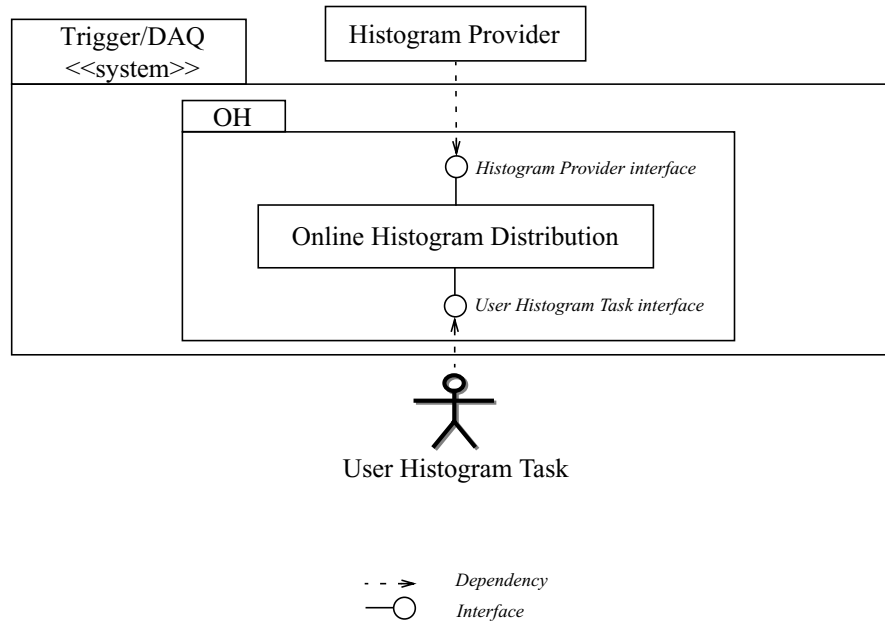 Trigger/DAQ
<<system>>
Histogram Provider
OH
Histogram Provider interface
Online Histogram Distribution
User Histogram Task interface
User Histogram Task
Dependency
Interface